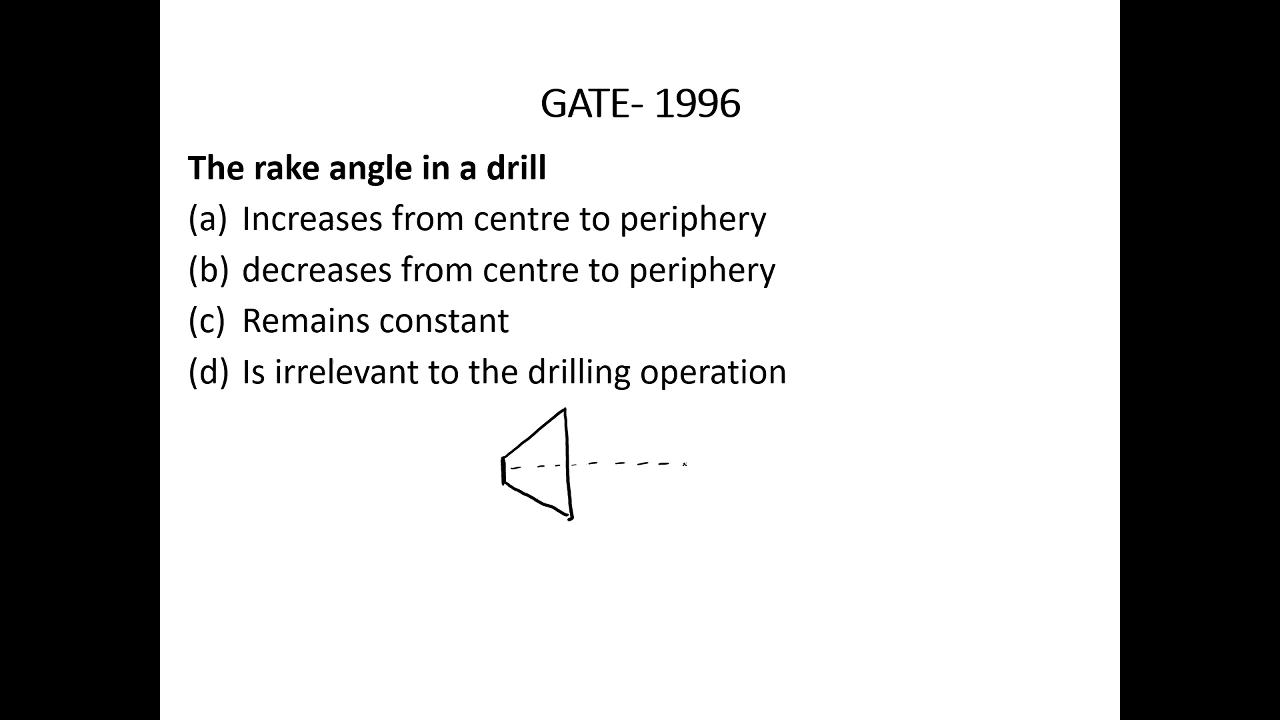 GATE- 1996
The rake angle in a drill
(a) Increases from centre to periphery
(b) decreases from centre to periphery
(c) Remains constant
(d) Is irrelevant to the drilling operation